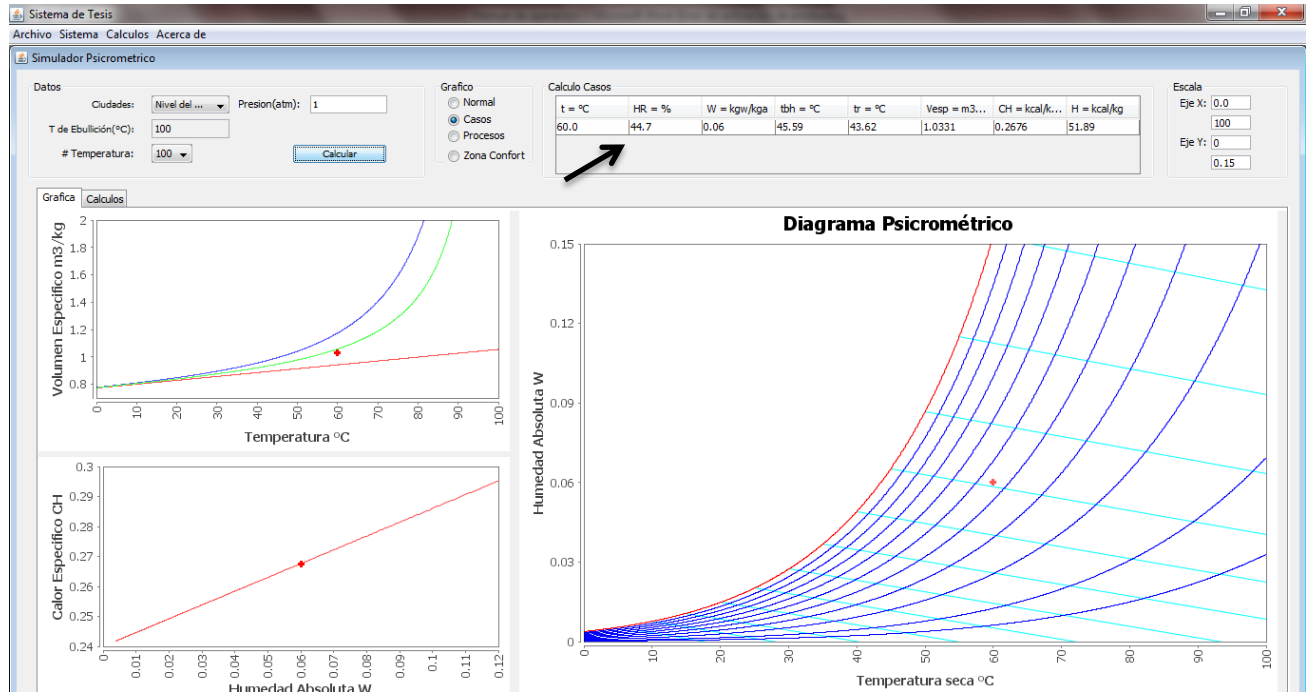 Sistema de Tesis
Archivo Sistema Calculos Acerca de
Simulador Psicrometrico
Datos
Ciudades: Nivel del ... Presion(atm): 1
T de Ebullición(ºC): 100
# Temperatura: 100 Calcular
Grafico
Normal
Casos
Procesos
Zona Confort
Calculo Casos
t = ºC HR = % W = kgw/kga tbh = ºC tr = ºC Vesp = m3... CH = kcal/k... H = kcal/kg
60.0 44.7 0.06 45.59 43.62 1.0331 0.2676 51.89
Escala
Eje X: 0.0
100
Eje Y: 0
0.15
Grafica Calculos
Volumen Especifico m3/kg
2
1.8
1.6
1.4
1.2
1
0.8
0 10 20 30 40 50 60 70 80 90 100
Temperatura ºC
Calor Especifico CH
0.3
0.29
0.28
0.27
0.26
0.25
0.24
0 0.01 0.02 0.03 0.04 0.05 0.06 0.07 0.08 0.09 0.1 0.11 0.12
Humedad Absoluta W
Diagrama Psicrométrico
Humedad Absoluta W
0.15
0.12
0.09
0.06
0.03
0
0 10 20 30 40 50 60 70 80 90 100
Temperatura seca ºC